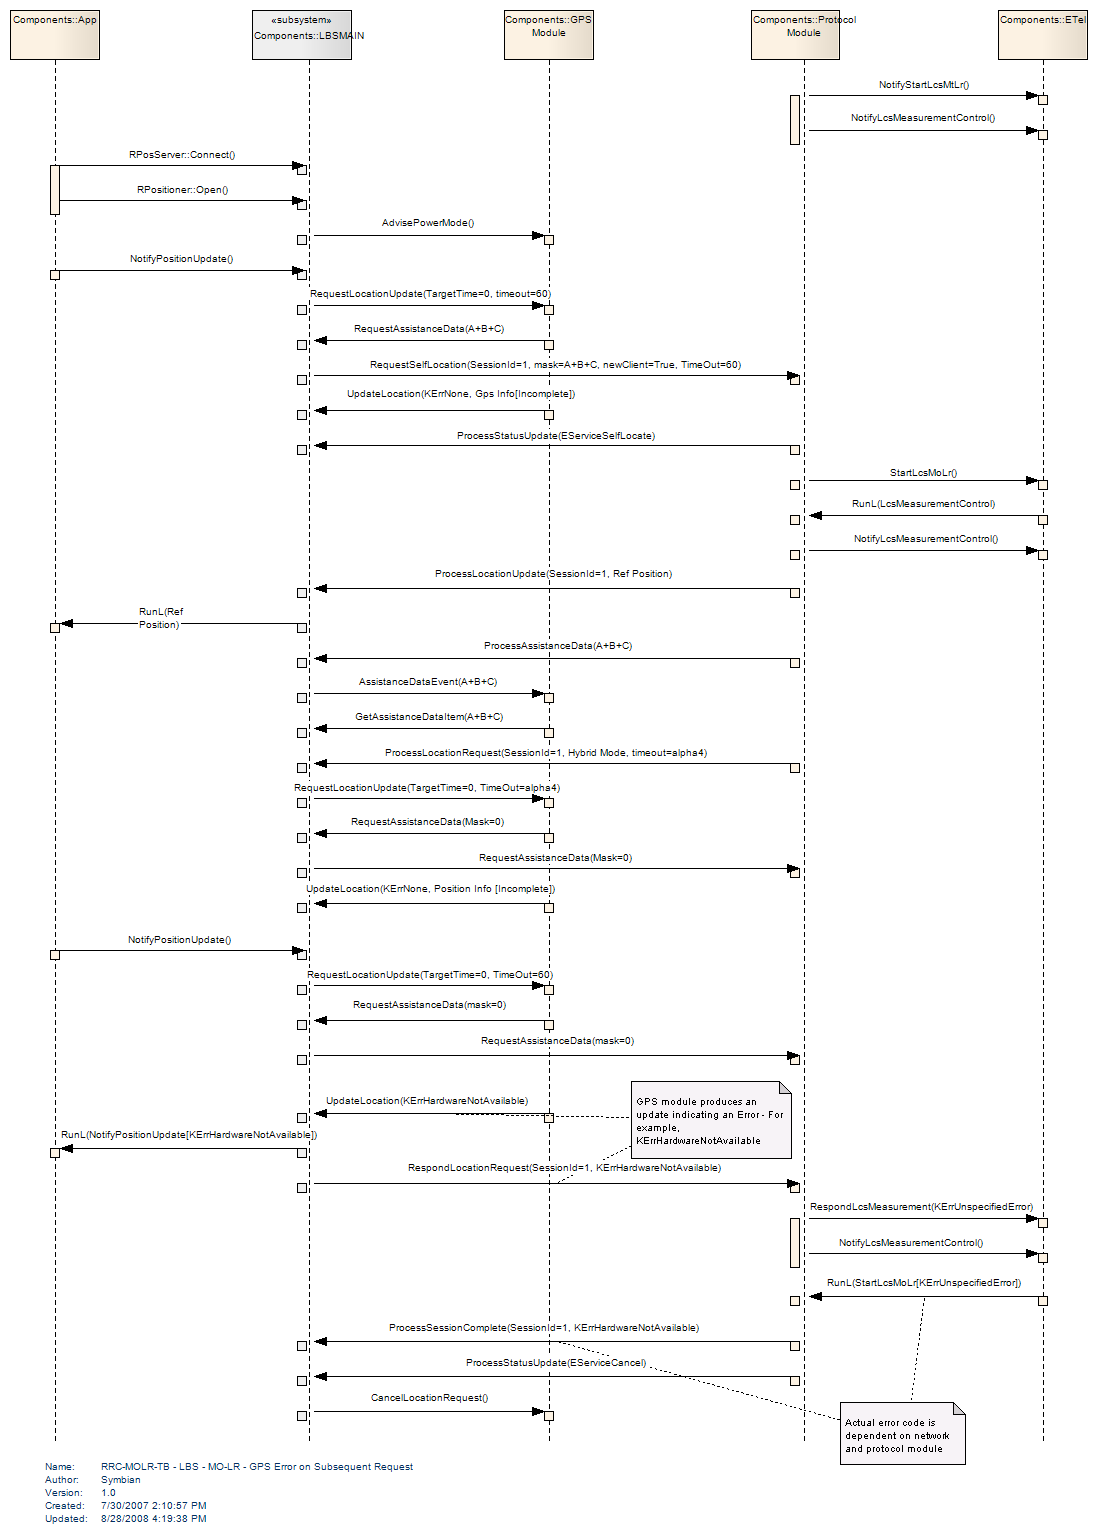 Components::App
«subsystem»
Components::LBSMAIN
Components::GPS
Module
Components::Protocol
Module
Components::ETel
NotifyStartLcsMtLr()
NotifyLcsMeasurementControl()
RPosServer::Connect()
RPositioner::Open()
AdvisePowerMode()
NotifyPositionUpdate()
RequestLocationUpdate(TargetTime=0, timeout=60)
RequestAssistanceData(A+B+C)
RequestSelfLocation(SessionId=1, mask=A+B+C, newClient=True, TimeOut=60)
UpdateLocation(KErrNone, Gps Info[Incomplete])
ProcessStatusUpdate(EServiceSelfLocate)
StartLcsMoLr()
RunL(LcsMeasurementControl)
NotifyLcsMeasurementControl()
ProcessLocationUpdate(SessionId=1, Ref Position)
RunL(Ref
Position)
ProcessAssistanceData(A+B+C)
AssistanceDataEvent(A+B+C)
GetAssistanceDataItem(A+B+C)
ProcessLocationRequest(SessionId=1, Hybrid Mode, timeout=alpha4)
RequestLocationUpdate(TargetTime=0, TimeOut=alpha4)
RequestAssistanceData(Mask=0)
RequestAssistanceData(Mask=0)
UpdateLocation(KErrNone, Position Info [Incomplete])
NotifyPositionUpdate()
RequestLocationUpdate(TargetTime=0, TimeOut=60)
RequestAssistanceData(mask=0)
RequestAssistanceData(mask=0)
UpdateLocation(KErrHardwareNotAvailable)
GPS module produces an
update indicating an Error - For
example,
KErrHardwareNotAvailable
RunL(NotifyPositionUpdate[KErrHardwareNotAvailable])
RespondLocationRequest(SessionId=1, KErrHardwareNotAvailable)
RespondLcsMeasurement(KErrUnspecifiedError)
NotifyLcsMeasurementControl()
RunL(StartLcsMoLr[KErrUnspecifiedError])
ProcessSessionComplete(SessionId=1, KErrHardwareNotAvailable)
ProcessStatusUpdate(EServiceCancel)
CancelLocationRequest()
Actual error code is
dependent on network
and protocol module
Name: RRC-MOLR-TB - LBS - MO-LR - GPS Error on Subsequent Request
Author: Symbian
Version: 1.0
Created: 7/30/2007 2:10:57 PM
Updated: 8/28/2008 4:19:38 PM